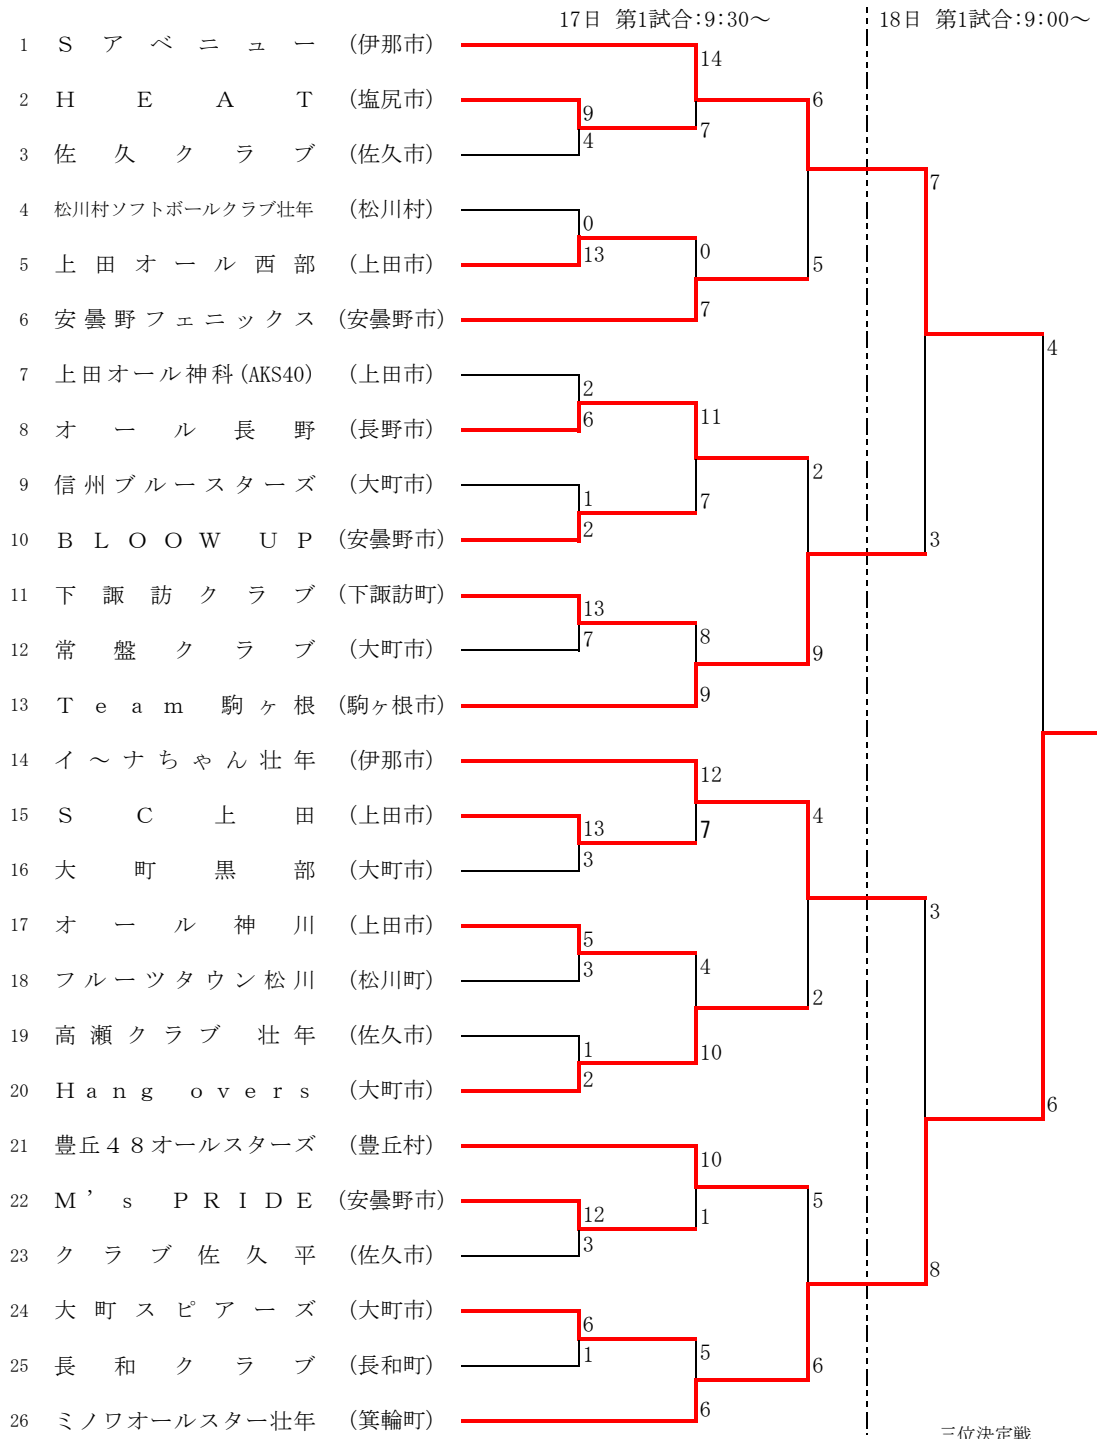 17日 第1試合:9:30～
18日 第1試合:9:00～
1 Sアベニュー (伊那市)
14
2 HEAT (塩尻市)
6
9
7
4
3 佐久クラブ (佐久市)
7
4 松川村ソフトボールクラブ壮年 (松川村)
0
13
0
5
5 上田オール西部 (上田市)
7
6 安曇野フェニックス (安曇野市)
4
7 上田オール神科(AKS40) (上田市)
2
6
11
8 オール長野 (長野市)
2
9 信州ブルースターズ (大町市)
1
7
2
3
10 BLOOW UP (安曇野市)
11 下諏訪クラブ (下諏訪町)
13
7
8
12 常盤クラブ (大町市)
9
9
13 Team 駒ヶ根 (駒ヶ根市)
14 イ～ナちゃん壮年 (伊那市)
12
15 SC上田 (上田市)
4
13
7
3
16 大町黒部 (大町市)
3
17 オール神川 (上田市)
5
3
4
18 フルーツタウン松川 (松川町)
2
19 高瀬クラブ 壮年 (佐久市)
1
10
2
20 Hang overs (大町市)
6
21 豊丘48オールスターズ (豊丘村)
10
22 M's PRIDE (安曇野市)
5
12
1
3
23 クラブ佐久平 (佐久市)
8
24 大町スピアーズ (大町市)
6
1
5
25 長和クラブ (長和町)
6
6
26 ミノワオールスター壮年 (箕輪町)
三位決定戦